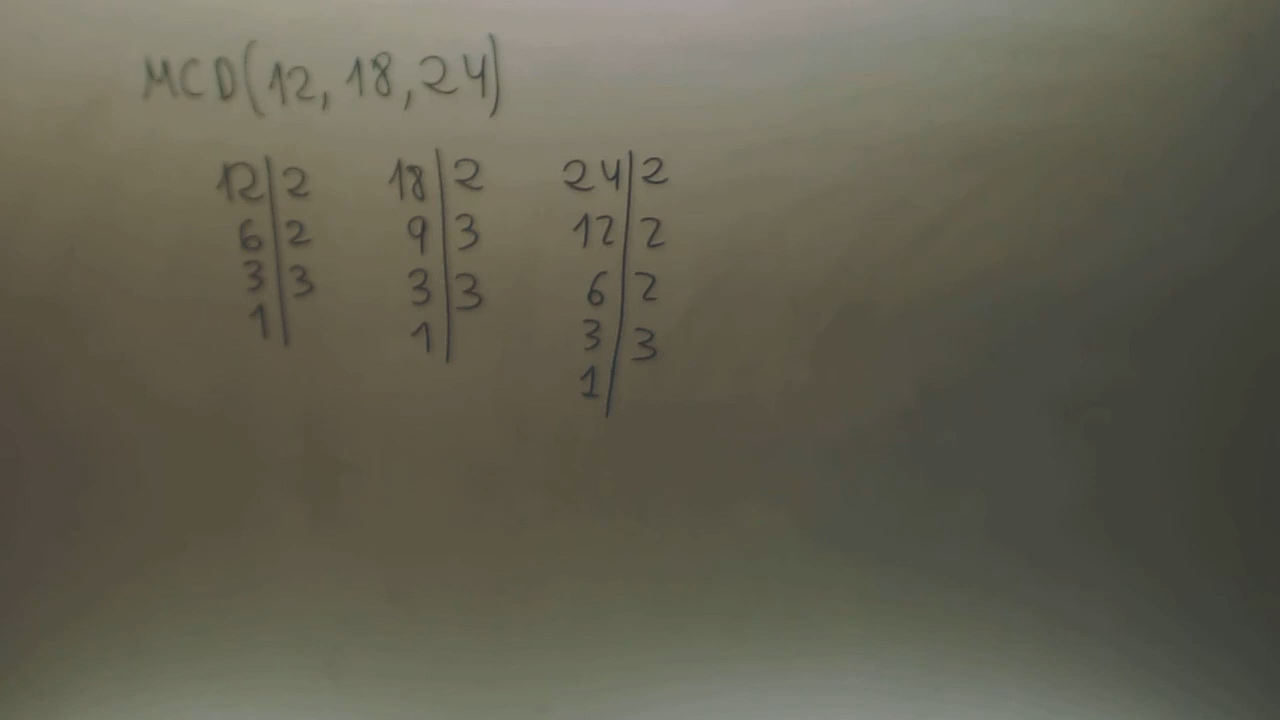 MCD(12, 18, 24)
12|2 18|2 24|2
6|2 9|3 12|2
3|3 3|3 6|2
1| 1| 3|3
1|